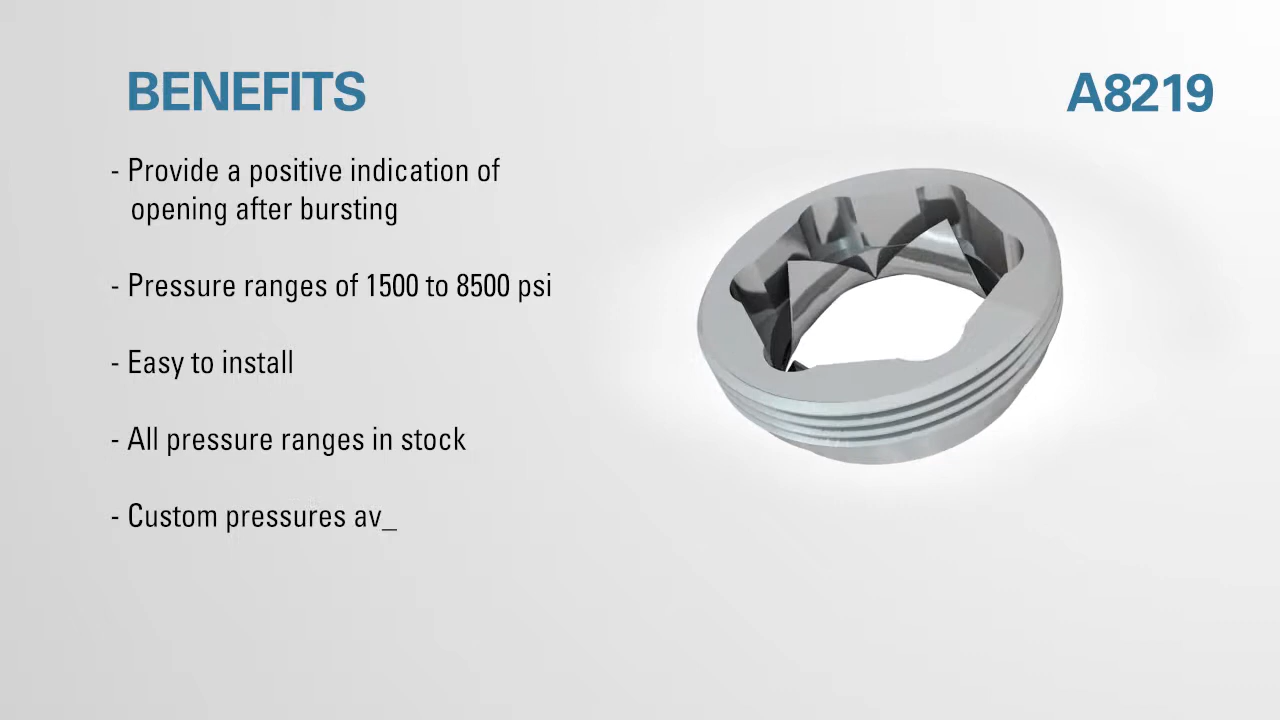 BENEFITS
A8219
- Provide a positive indication of
opening after bursting
- Pressure ranges of 1500 to 8500 psi
- Easy to install
- All pressure ranges in stock
- Custom pressures av_